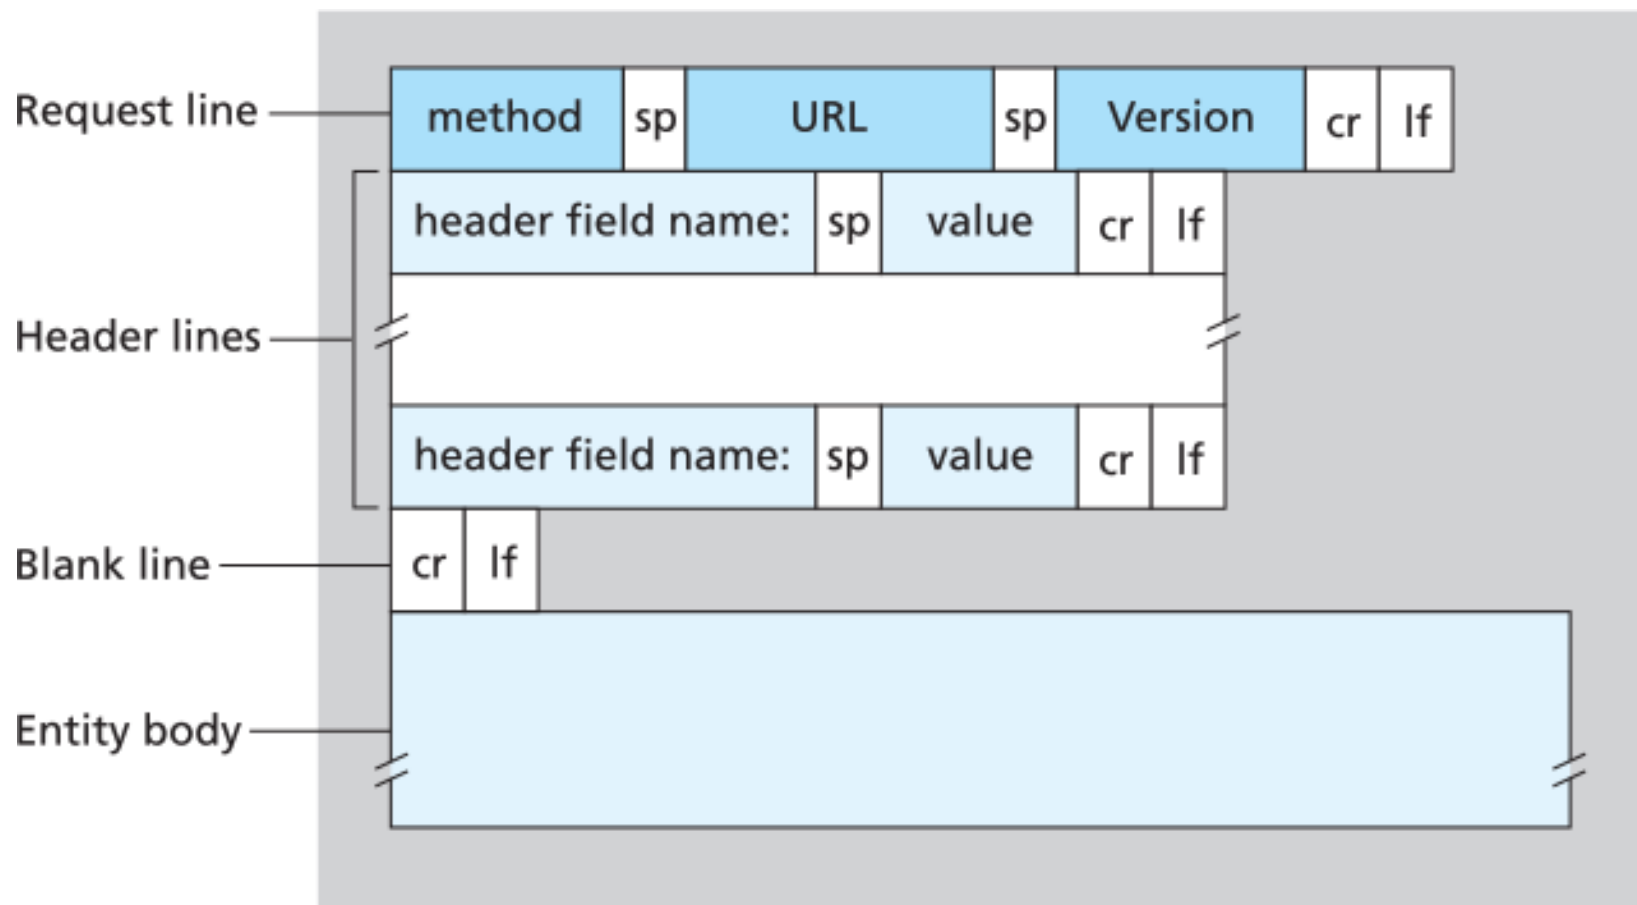 Request line method sp URL sp Version cr lf
header field name: sp value cr lf
Header lines
header field name: sp value cr lf
Blank line cr lf
Entity body